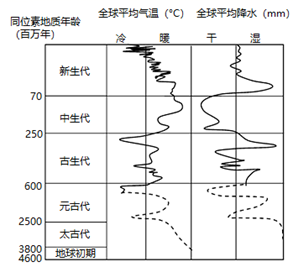 同位素地质年龄
(百万年)
全球平均气温(°C)
全球平均降水(mm)
冷 暖 干 湿
新生代
70
中生代
250
古生代
600
元古代
2500
太古代
3800
地球初期
4600